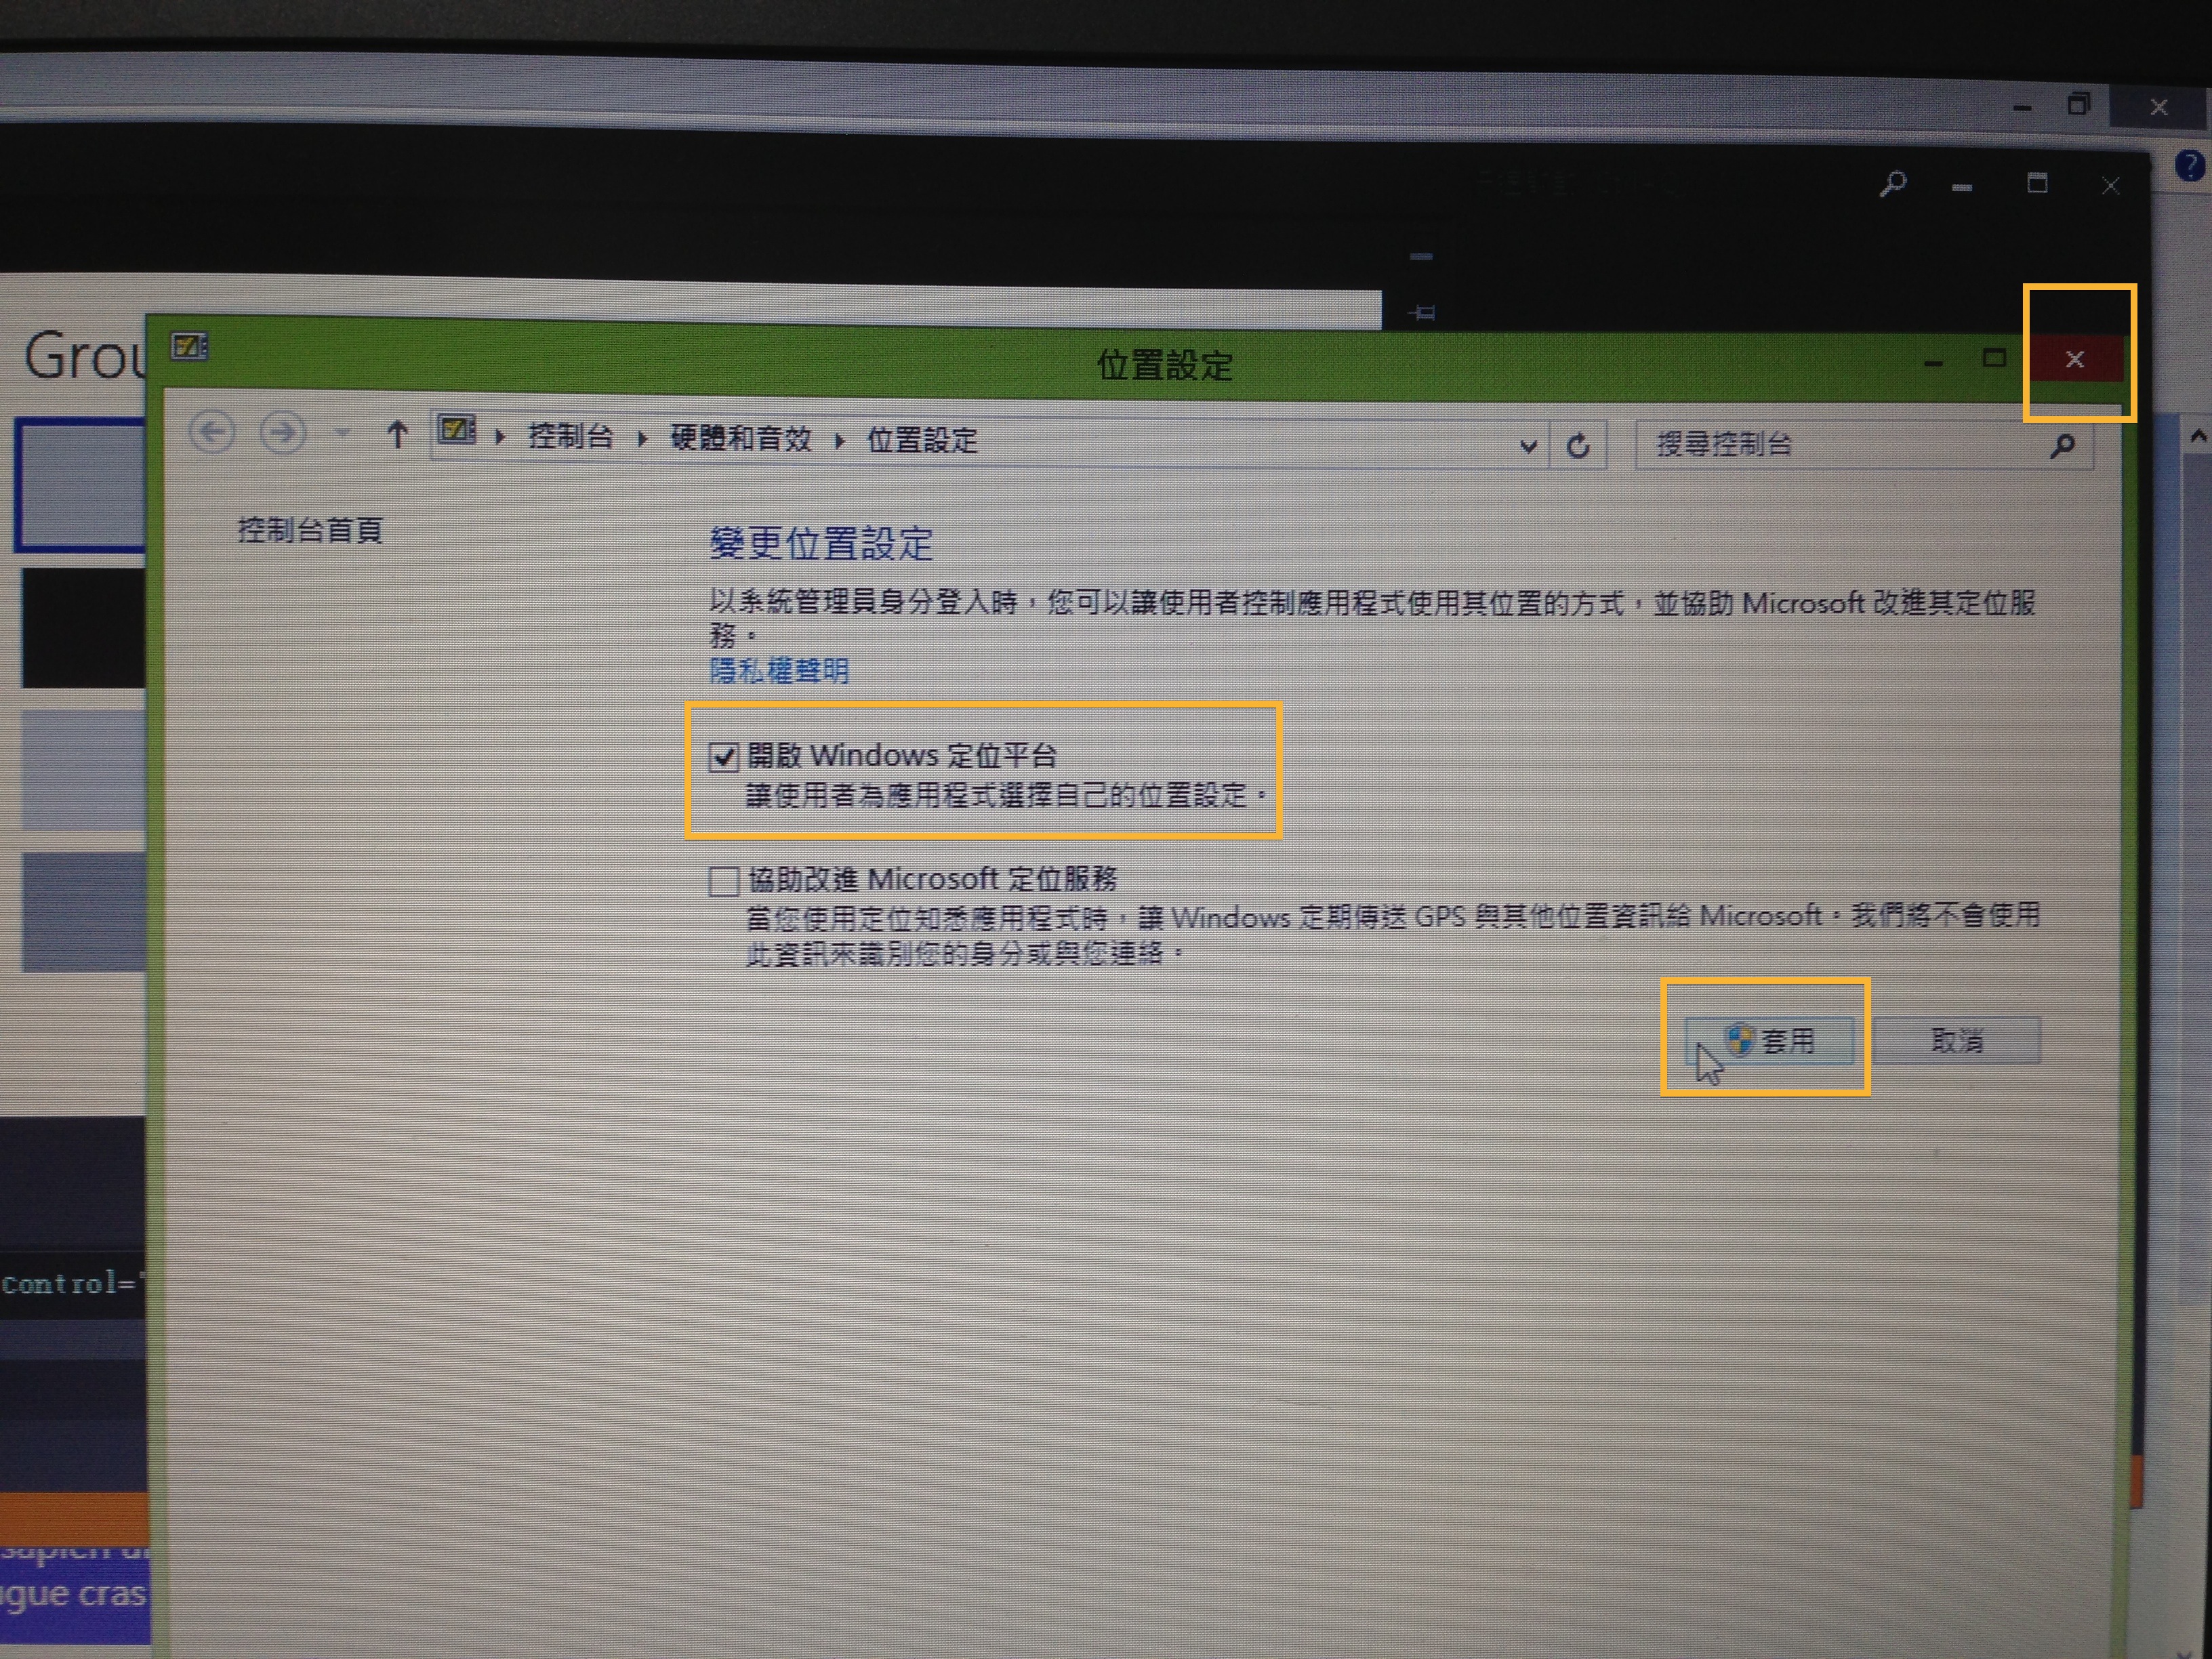 Grou
位置設定
控制台 硬體和音效 位置設定
搜尋控制台
控制台首頁
變更位置設定
以系統管理員身分登入時，您可以讓使用者控制應用程式使用其位置的方式，並協助 Microsoft 改進其定位服
務。
隱私權聲明
開啟 Windows 定位平台
讓使用者為應用程式選擇自己的位置設定。
協助改進 Microsoft 定位服務
當您使用定位知悉應用程式時，讓 Windows 定期傳送 GPS 與其他位置資訊給 Microsoft。我們將不會使用
此資訊來識別您的身分或與您連絡。
套用 取消
control="
cras